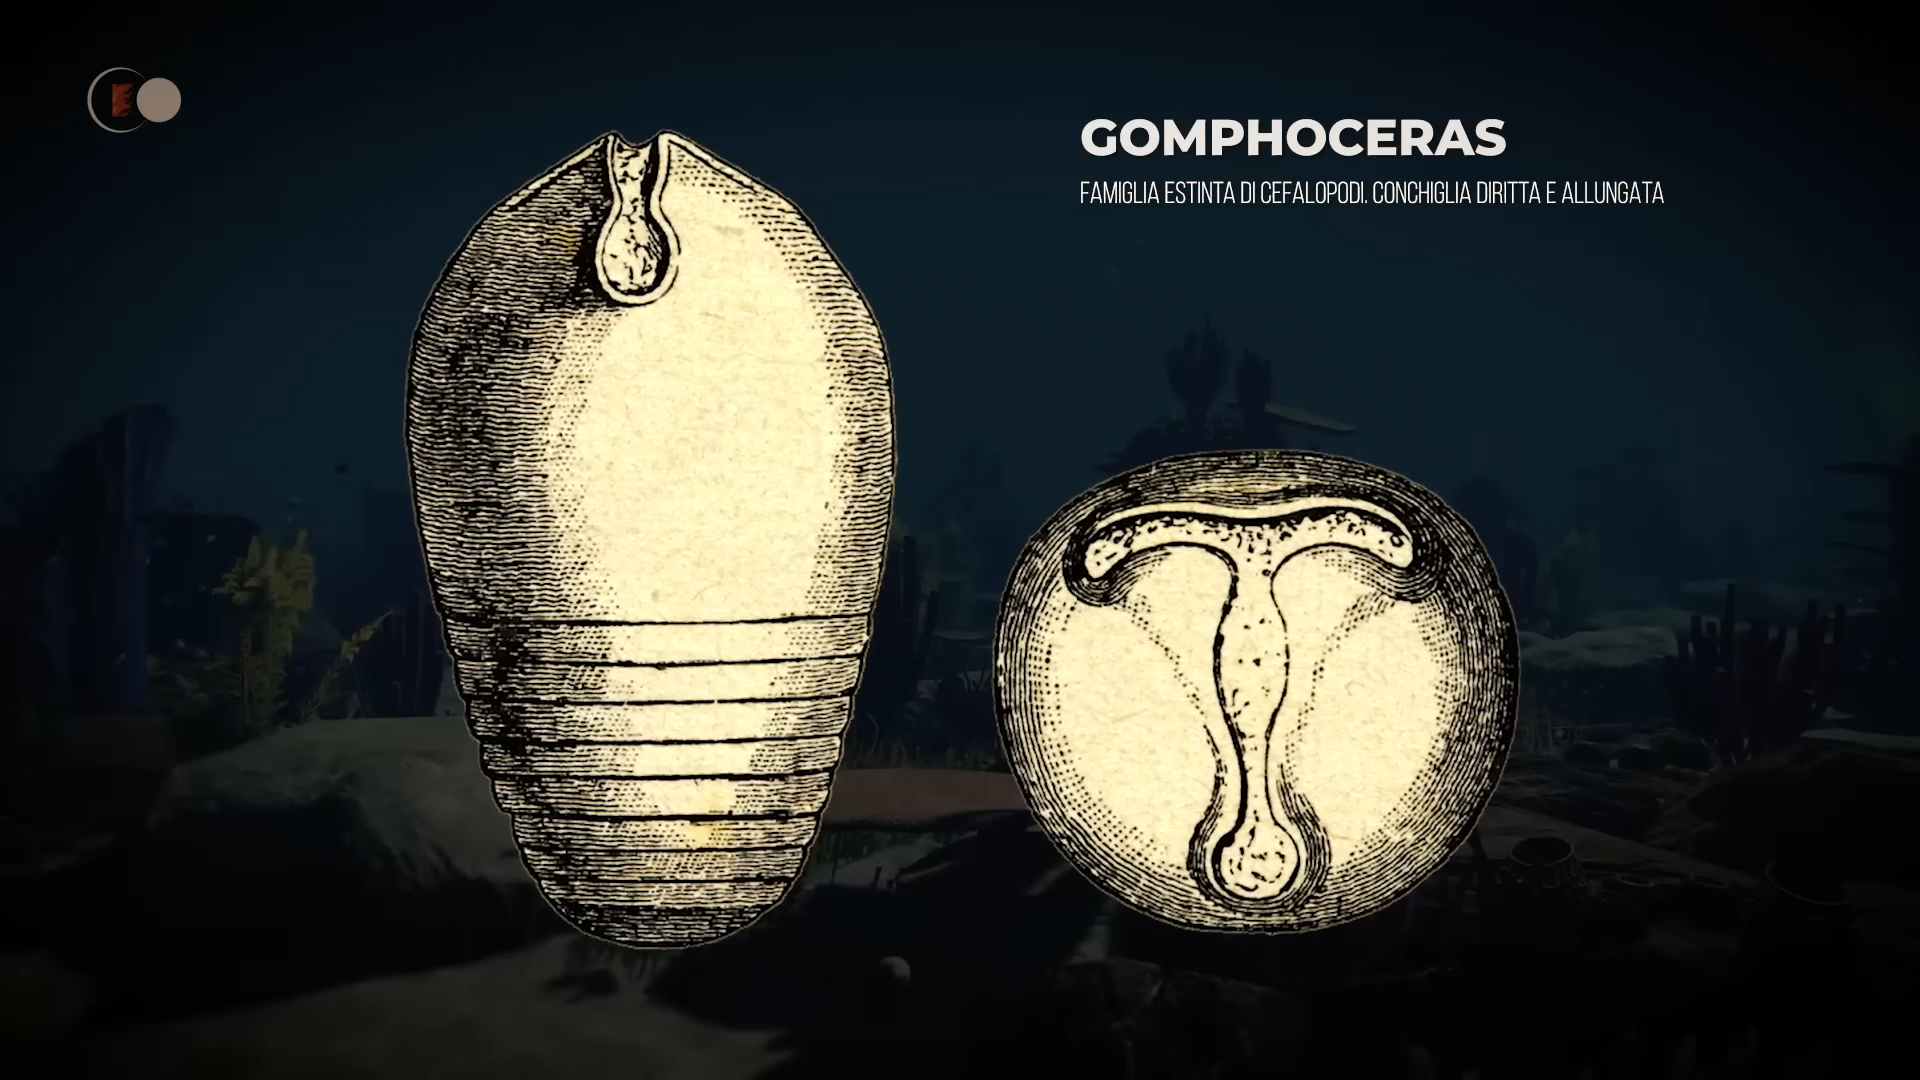 E
GOMPHOCERAS
FAMIGLIA ESTINTA DI CEFALOPODI. CONCHIGLIA DIRITTA E ALLUNGATA